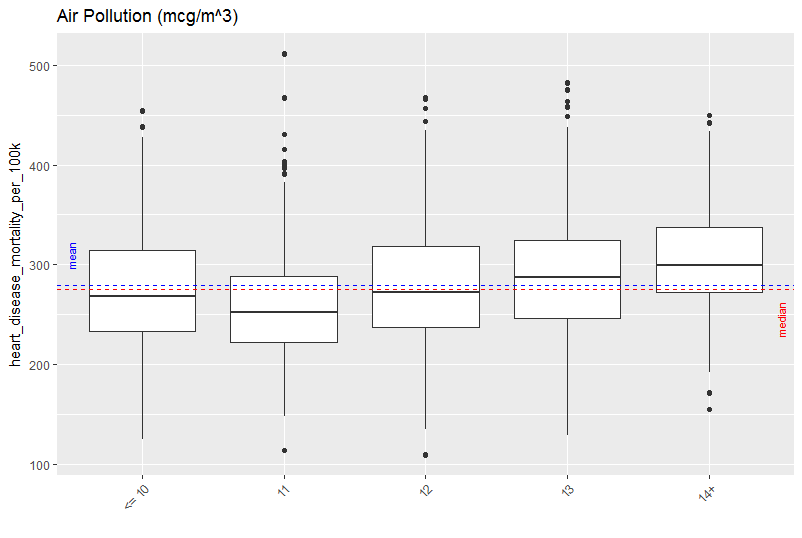 Air Pollution (mcg/m^3)
heart_disease_mortality_per_100k
500
400
300
200
100
mean
median
<= 10
11
12
13
14+